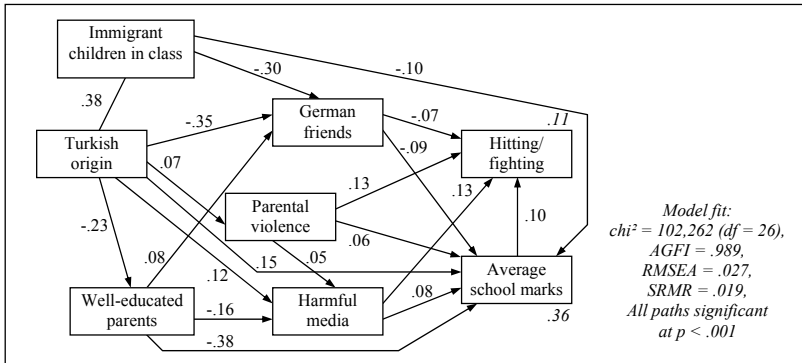 Immigrant
children in class
-.10
-.30
.38
German
friends
-.07
.11
-.35
Turkish
origin
.07
-.09
Hitting/
fighting
.13
.13
Parental
violence
-.23
.10
.06
.05
.08
.12
.15
Average
school marks
Well-educated
parents
-.16
Harmful
media
.08
.36
-.38
Model fit:
chi² = 102,262 (df = 26),
AGFI = .989,
RMSEA = .027,
SRMR = .019,
All paths significant
at p < .001